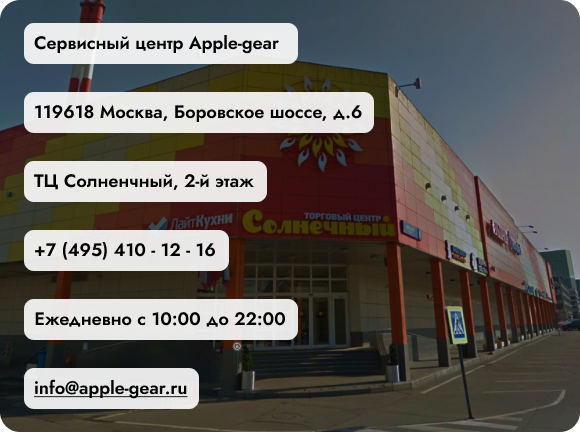 Сервисный центр Apple-gear
119618 Москва, Боровское шоссе, д.6
ТЦ Солненчный, 2-й этаж
ЛайтКухни
ТОРГОВЫЙ ЦЕНТР
Солнечный
+7 (495) 410 - 12 - 16
Ежедневно с 10:00 до 22:00
info@apple-gear.ru